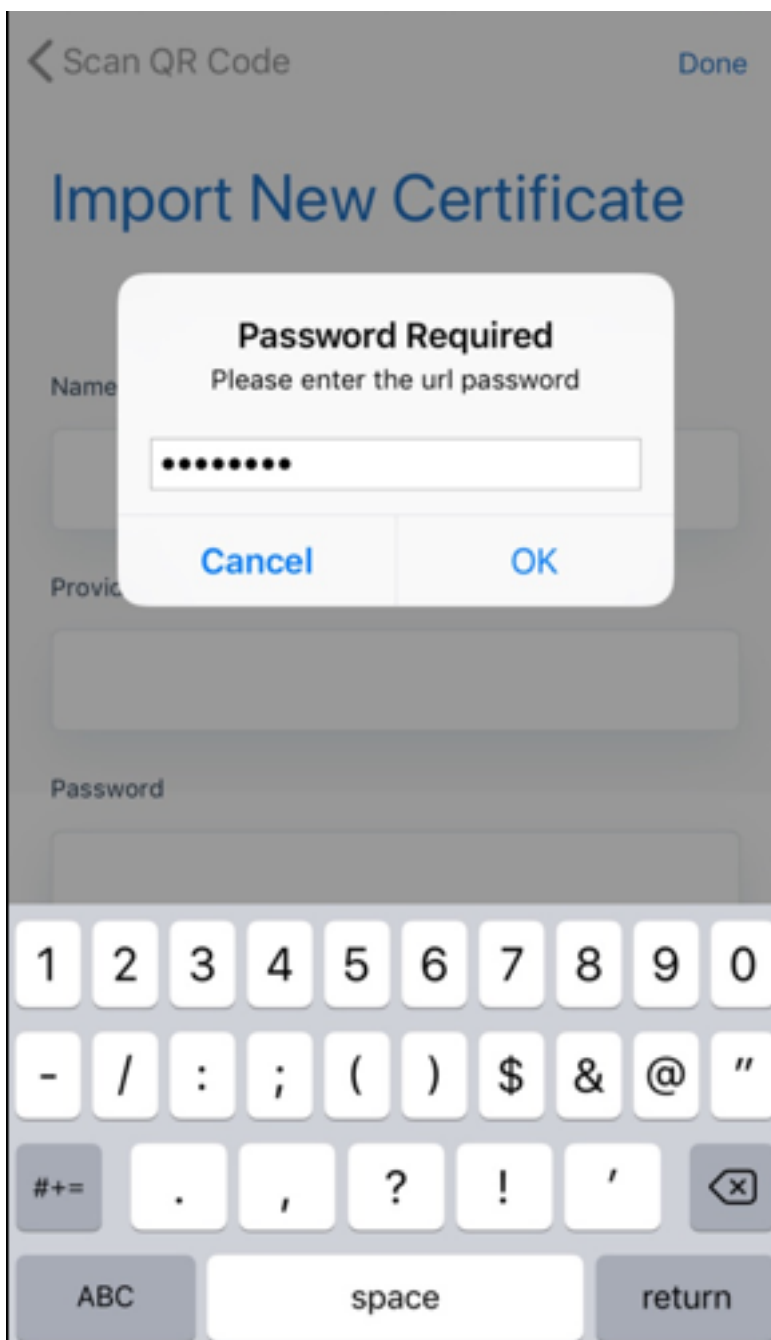 Scan QR Code Done
Import New Certificate
Password Required
Please enter the url password
Name
••••••••
Cancel OK
Password
1 2 3 4 5 6 7 8 9 0
- / : ; ( ) $ & @ "
#+= . , ? ! '
ABC space return